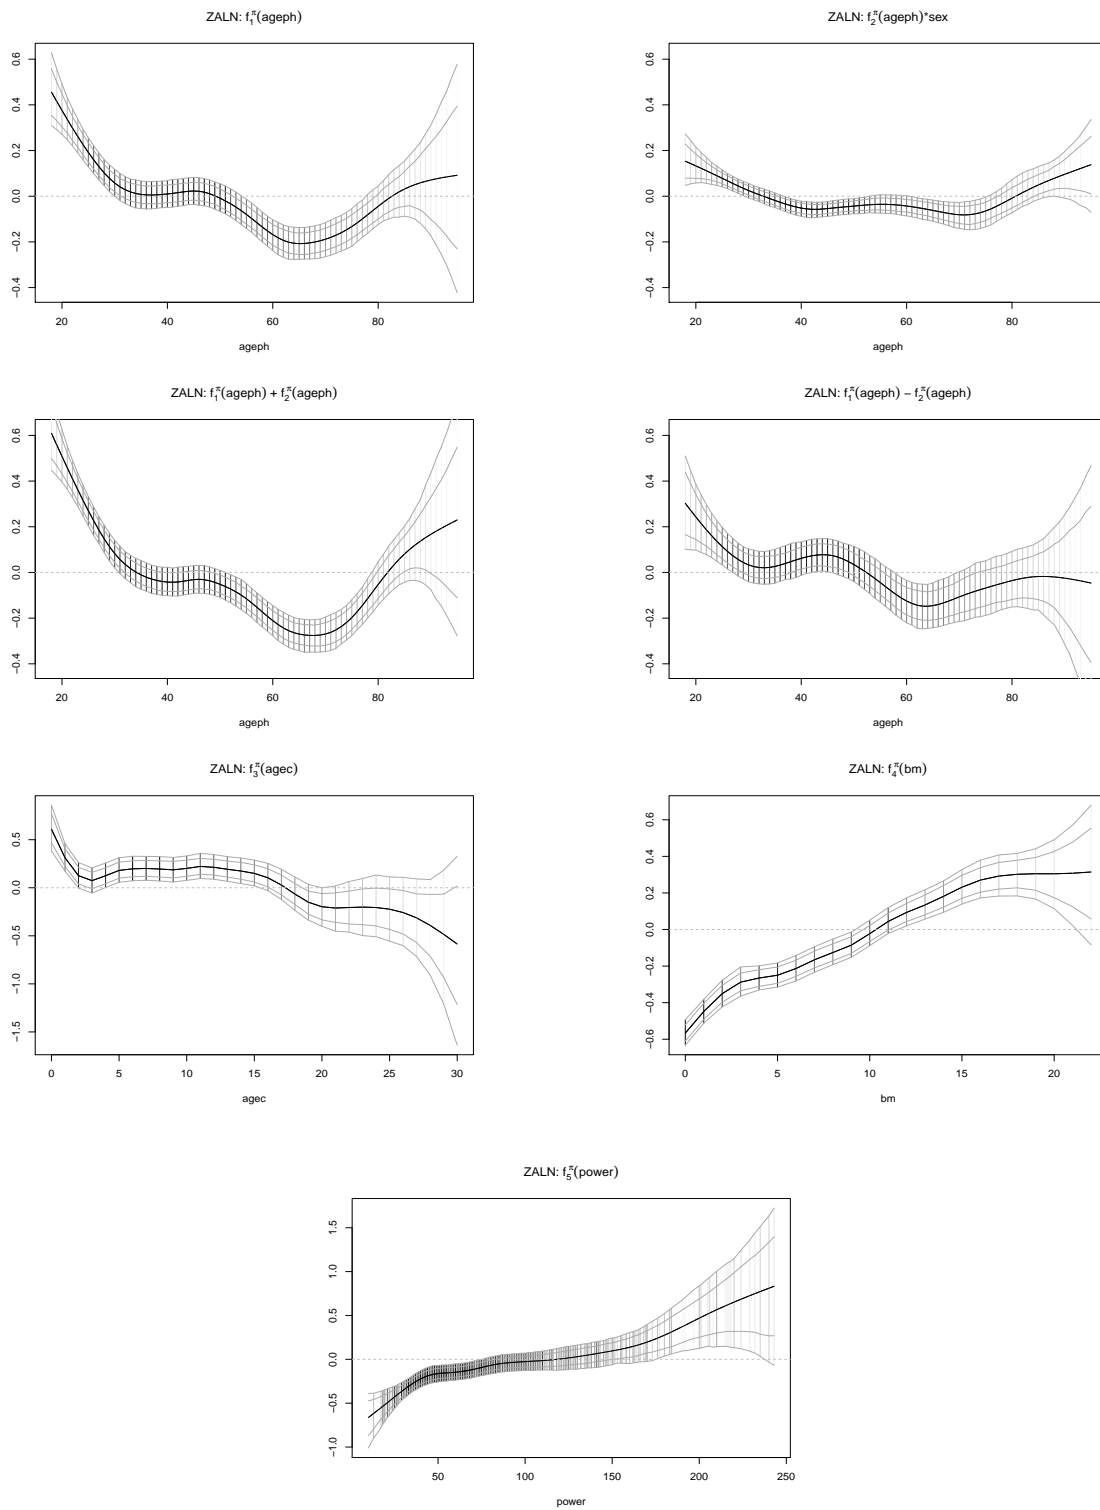 ZALN: f₁^π(ageph)
0.6
0.4
0.2
0.0
−0.2
−0.4
20 40 60 80
ageph
ZALN: f₂^π(ageph)*sex
0.6
0.4
0.2
0.0
−0.2
−0.4
20 40 60 80
ageph
ZALN: f₁^π(ageph) + f₂^π(ageph)
0.6
0.4
0.2
0.0
−0.2
−0.4
20 40 60 80
ageph
ZALN: f₁^π(ageph) − f₂^π(ageph)
0.6
0.4
0.2
0.0
−0.2
−0.4
20 40 60 80
ageph
ZALN: f₃^π(agec)
0.5
0.0
−0.5
−1.0
−1.5
0 5 10 15 20 25 30
agec
ZALN: f₄^π(bm)
0.6
0.4
0.2
0.0
−0.2
−0.4
−0.6
0 5 10 15 20
bm
ZALN: f₅^π(power)
1.5
1.0
0.5
0.0
−0.5
−1.0
50 100 150 200 250
power